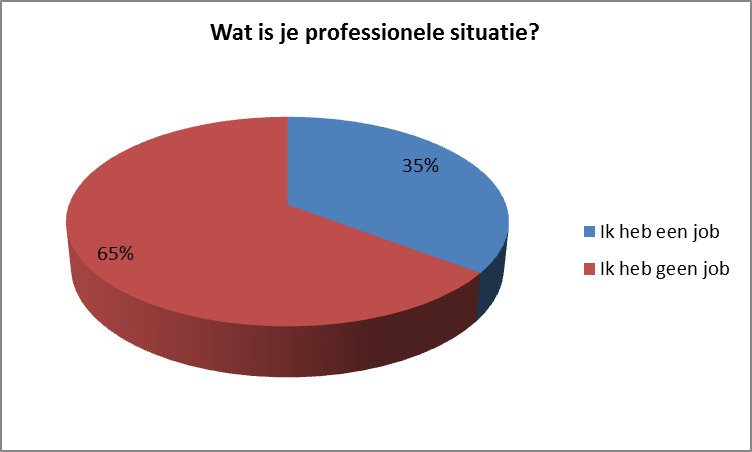 Wat is je professionele situatie?
35%
65%
Ik heb een job
Ik heb geen job